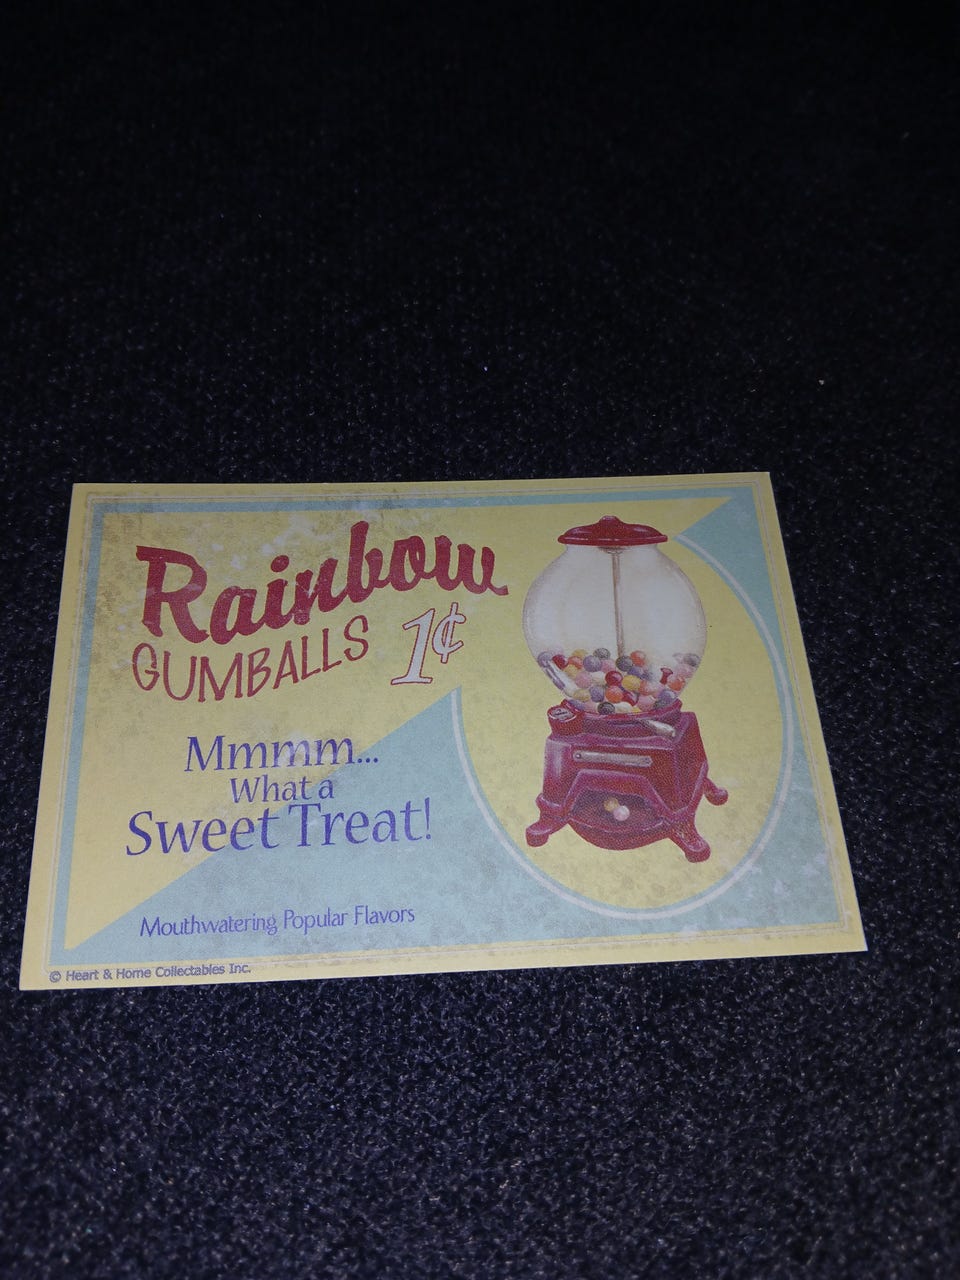 Rainbow
GUMBALLS 1¢
Mmmm...
What a
Sweet Treat!
Mouthwatering Popular Flavors
© Heart & Home Collectables Inc.